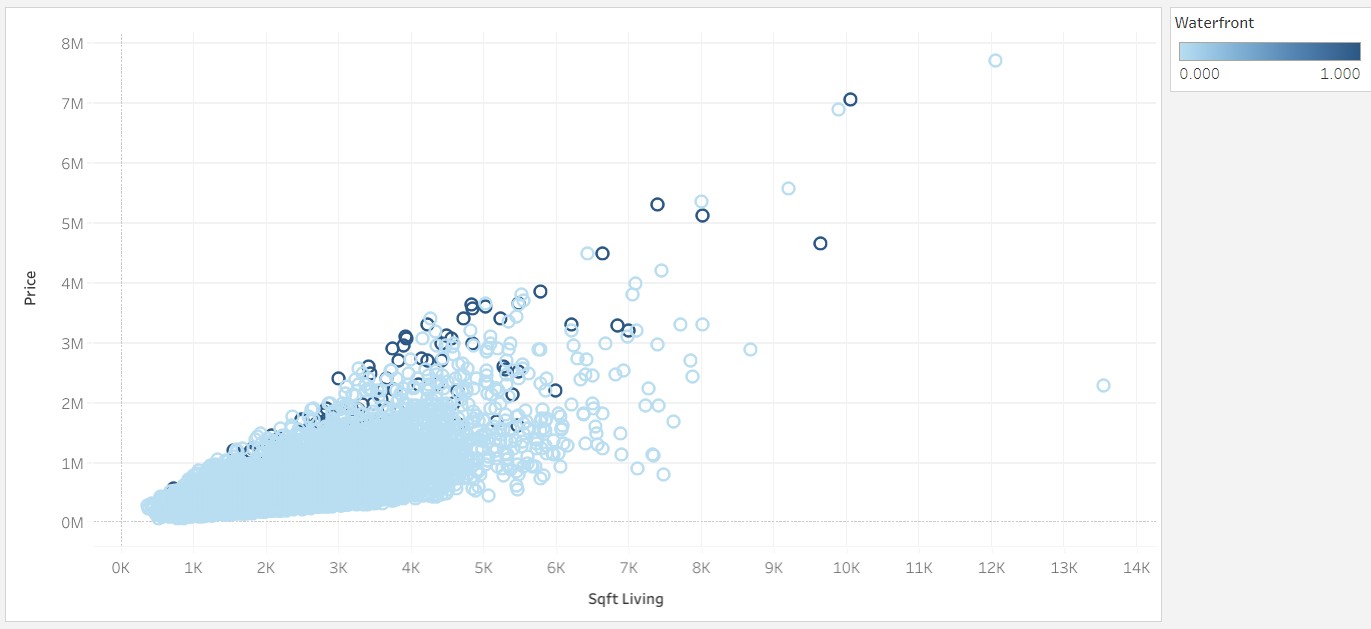 Waterfront
0.000 1.000
8M
7M
6M
5M
4M
3M
2M
1M
0M
Price
0K 1K 2K 3K 4K 5K 6K 7K 8K 9K 10K 11K 12K 13K 14K
Sqft Living